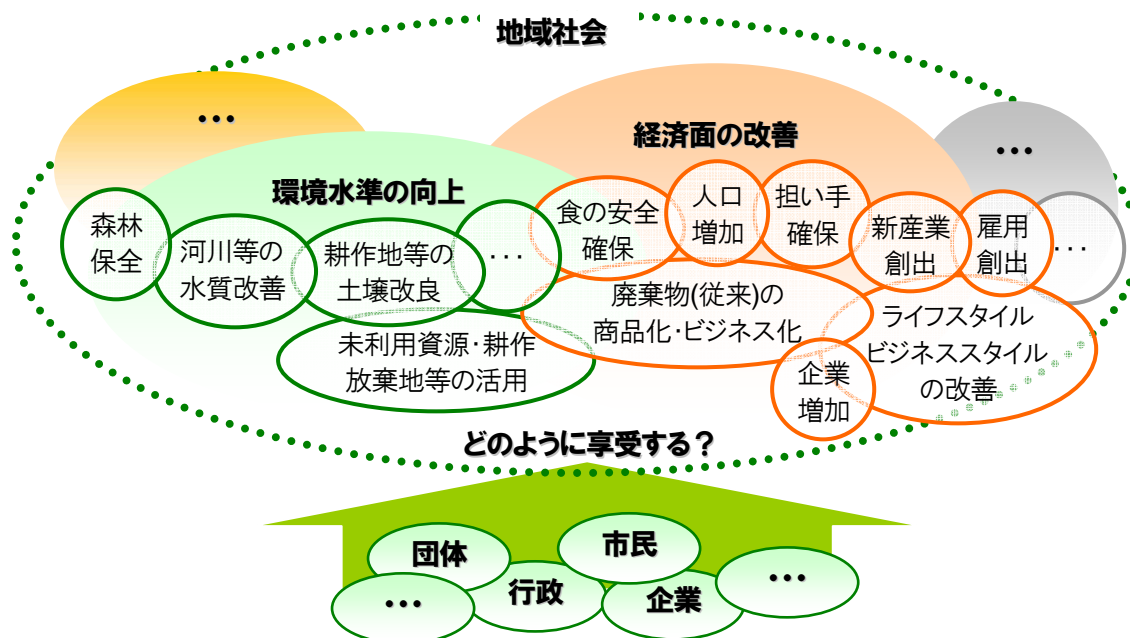 地域社会
…
経済面の改善
…
環境水準の向上
森林
保全
河川等の
水質改善
耕作地等の
土壌改良
…
食の安全
確保
人口
増加
担い手
確保
新産業
創出
雇用
創出
…
未利用資源・耕作
放棄地等の活用
廃棄物(従来)の
商品化・ビジネス化
企業
増加
ライフスタイル
ビジネススタイル
の改善
どのように享受する？
団体
市民
…
行政
企業
…